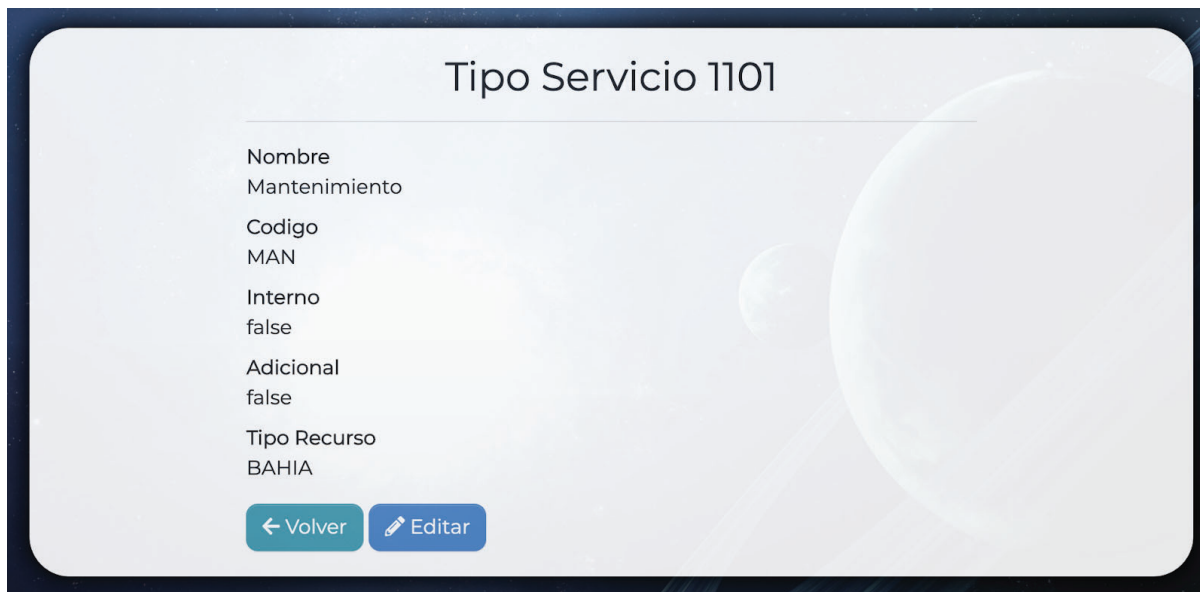 Tipo Servicio 1101
Nombre
Mantenimiento
Codigo
MAN
Interno
false
Adicional
false
Tipo Recurso
BAHIA
Volver
Editar